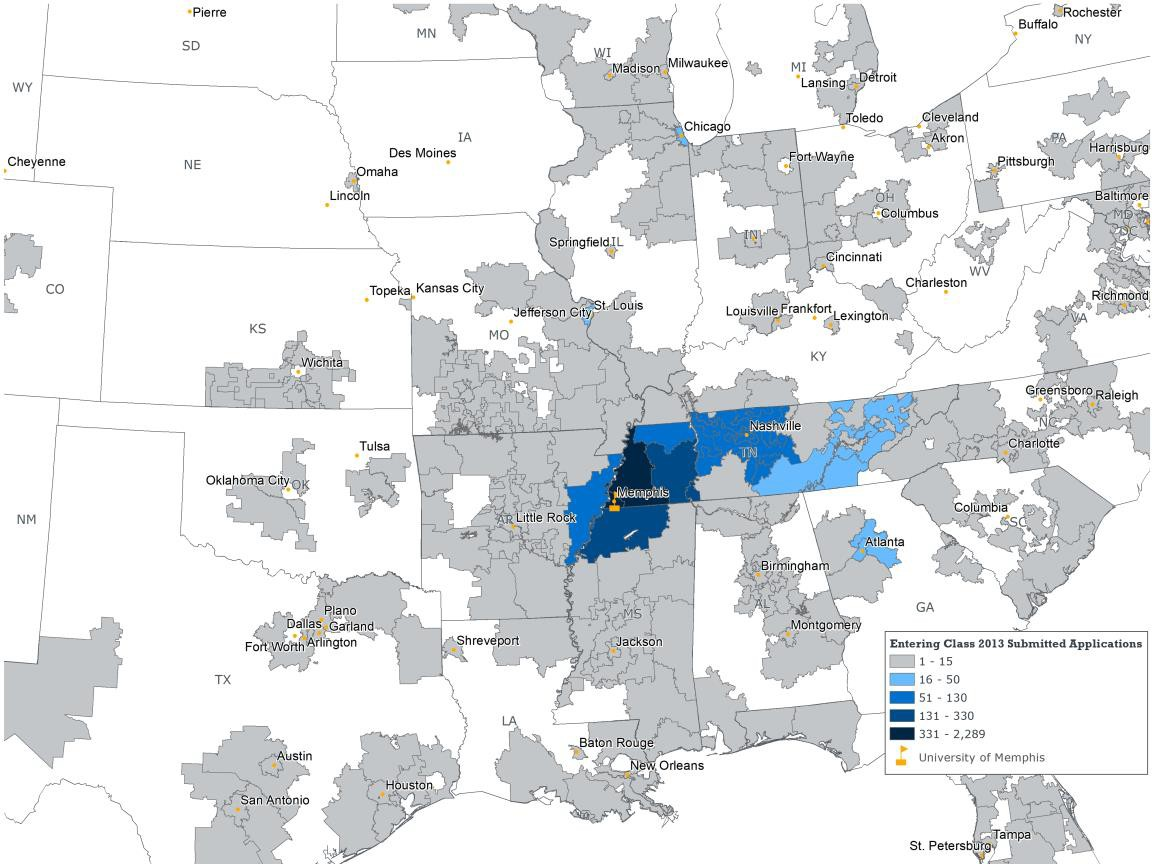 Pierre
Rochester
Buffalo
SD
MN
WI
NY
Madison
Milwaukee
MI
Lansing
Detroit
WY
Chicago
Toledo
Cleveland
IA
Akron
PA
Harrisburg
Des Moines
Fort Wayne
Pittsburgh
Cheyenne
NE
Omaha
Lincoln
OH
Columbus
Baltimore
MD
Springfield
IL
IN
Cincinnati
WV
CO
Topeka
Kansas City
Charleston
Richmond
Jefferson City
St. Louis
Louisville
Frankfort
Lexington
VA
KS
MO
KY
Wichita
Greensboro
Raleigh
NC
Nashville
TN
Charlotte
Tulsa
Oklahoma City
OK
Memphis
Columbia
SC
NM
AR
Little Rock
Atlanta
Birmingham
AL
GA
Plano
Dallas
Garland
Fort Worth
Arlington
MS
Jackson
Montgomery
Shreveport
TX
LA
Baton Rouge
New Orleans
Austin
Houston
San Antonio
Entering Class 2013 Submitted Applications
1 - 15
16 - 50
51 - 130
131 - 330
331 - 2,289
University of Memphis
Tampa
St. Petersburg